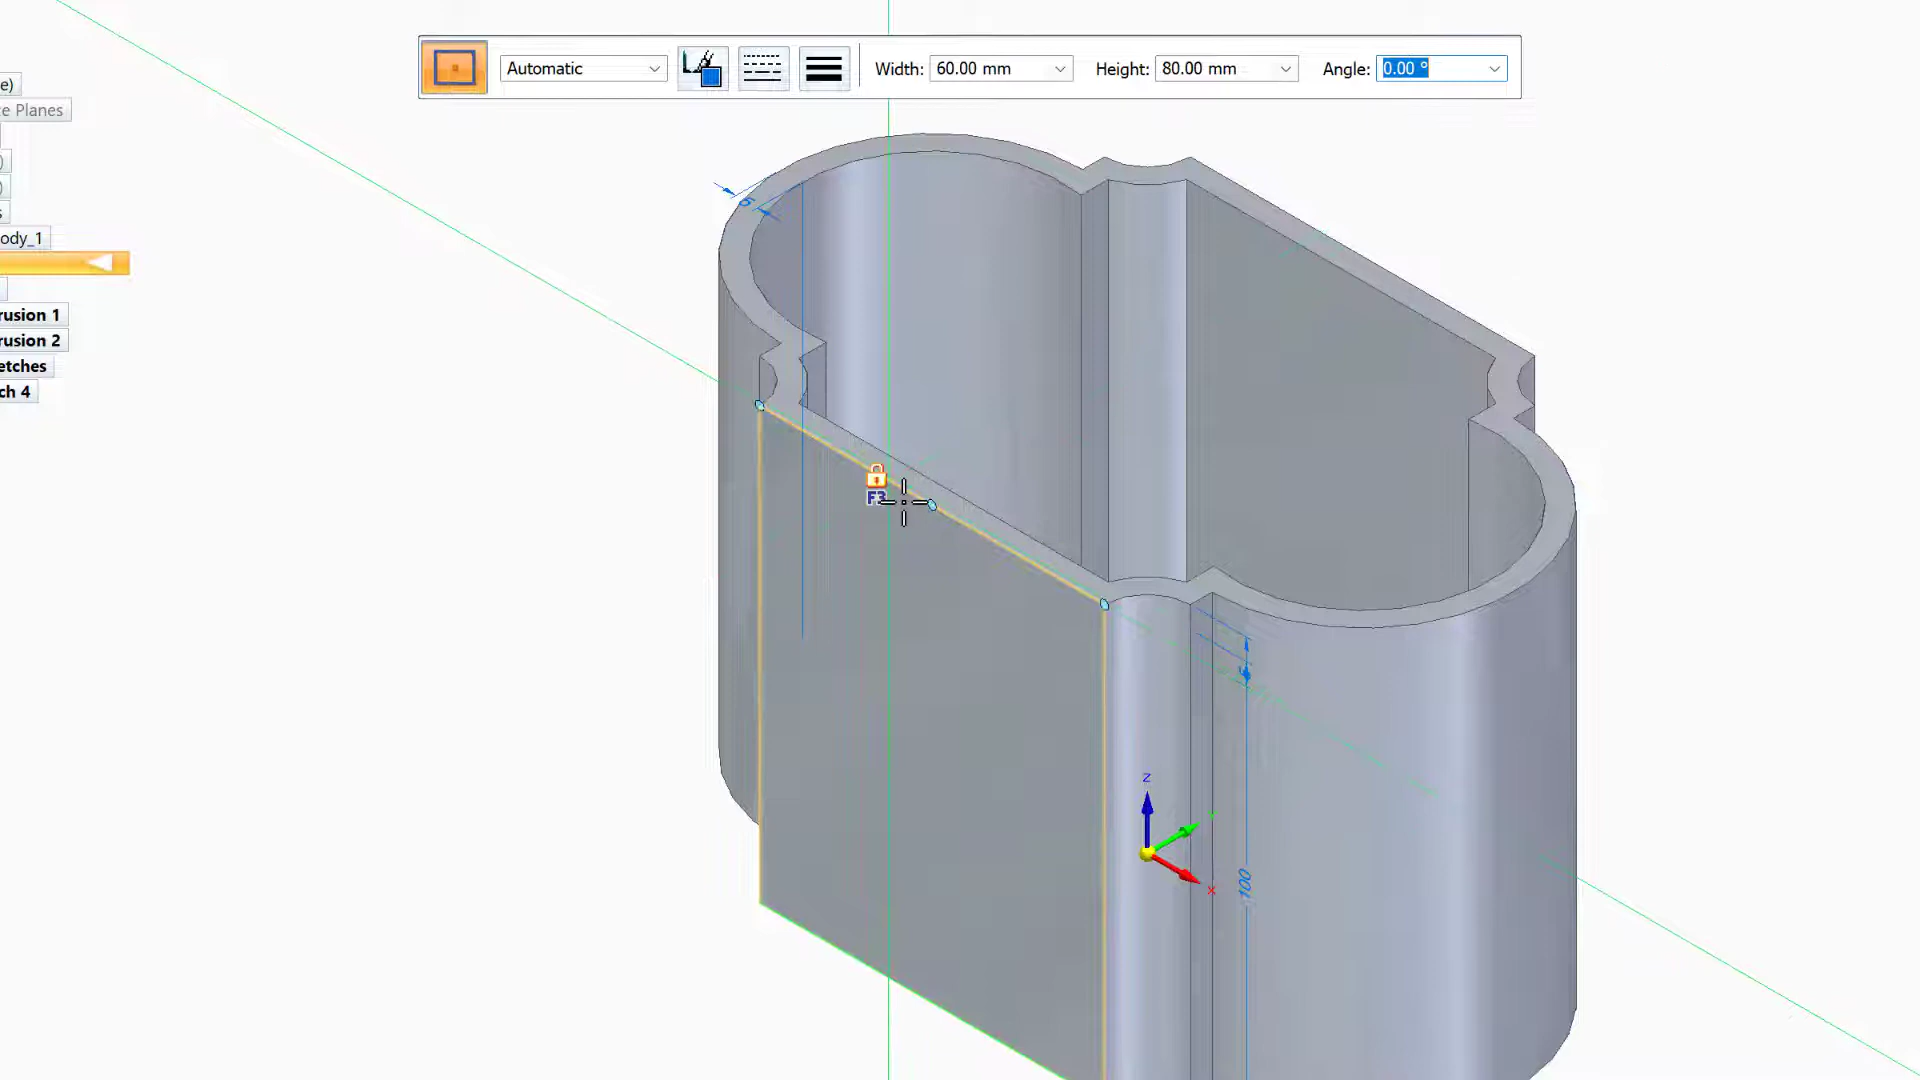 Automatic Width: 60.00 mm Height: 80.00 mm Angle: 0.00 °
e)
e Planes
)
)
s
ody_1
rusion 1
rusion 2
etches
ch 4
F3
z
x
100